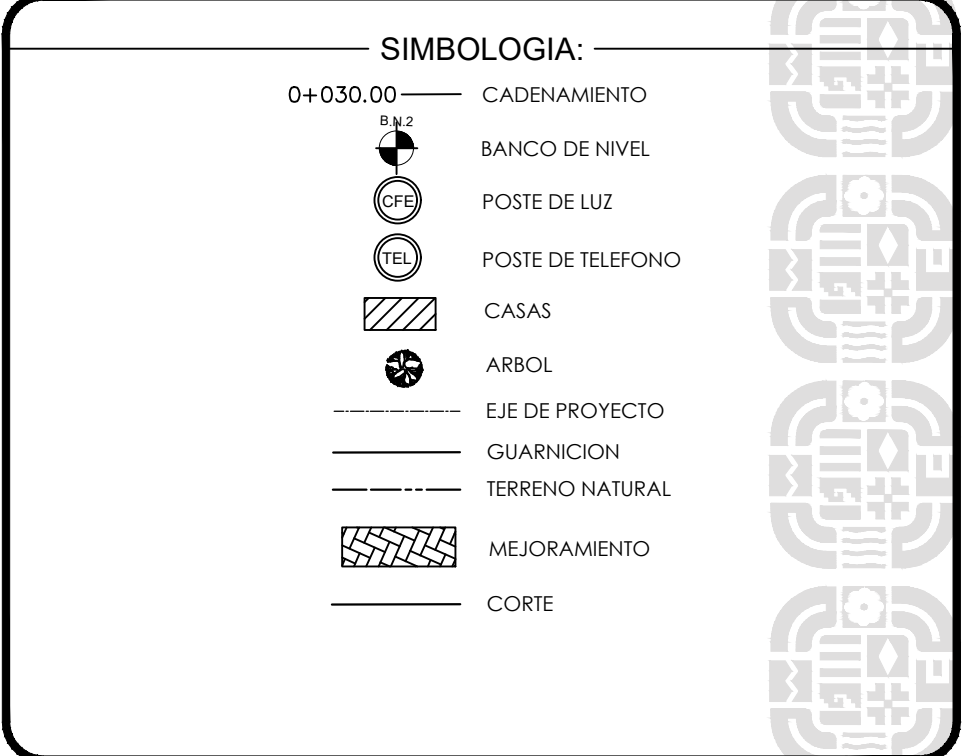 SIMBOLOGIA:
0+030.00 CADENAMIENTO
B.N.2
BANCO DE NIVEL
CFE POSTE DE LUZ
TEL POSTE DE TELEFONO
CASAS
ARBOL
EJE DE PROYECTO
GUARNICION
TERRENO NATURAL
MEJORAMIENTO
CORTE